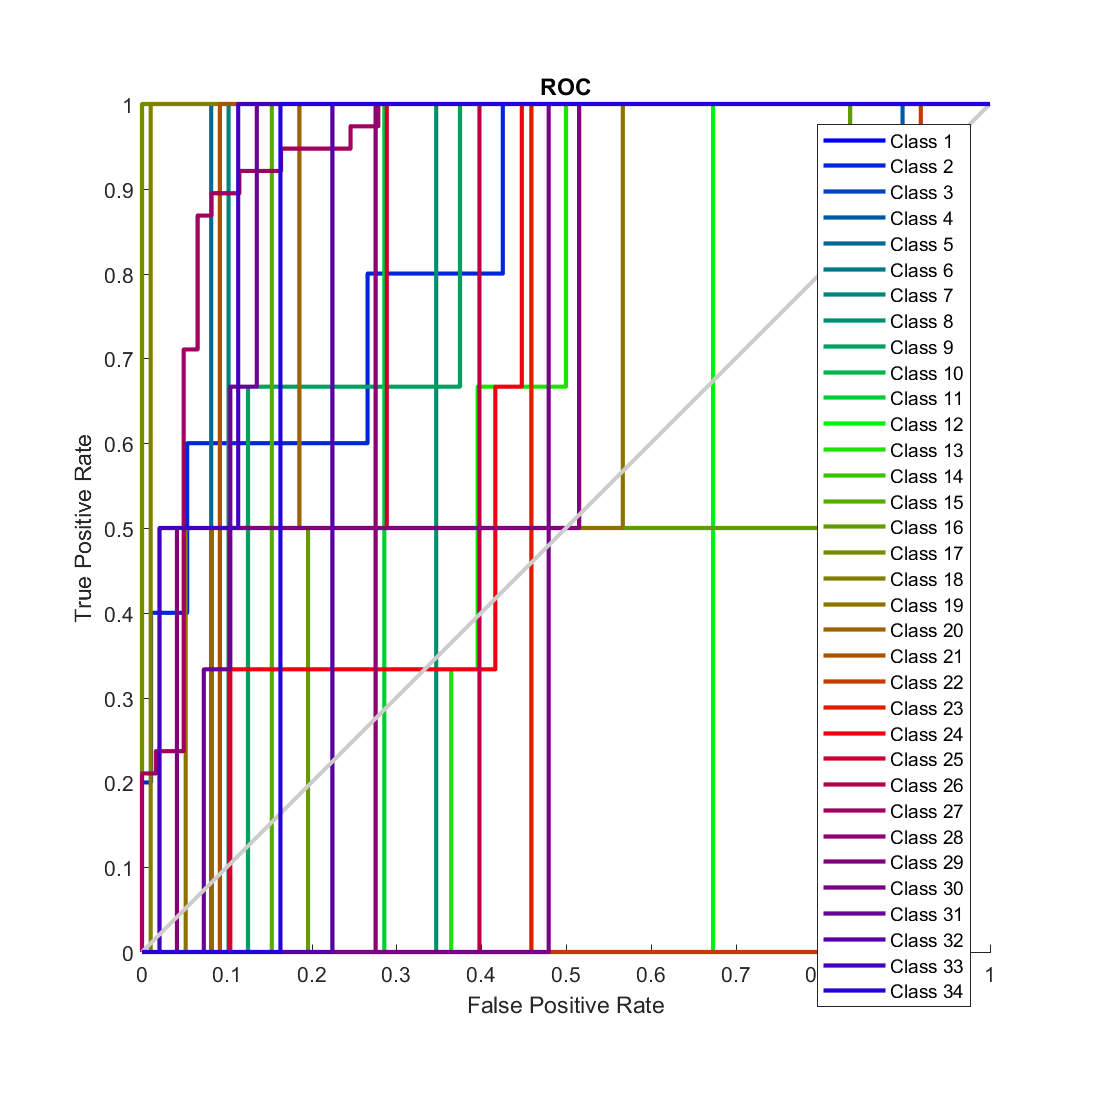 ROC
1
0.9
0.8
0.7
0.6
0.5
0.4
0.3
0.2
0.1
0
True Positive Rate
0 0.1 0.2 0.3 0.4 0.5 0.6 0.7 1
False Positive Rate
Class 1
Class 2
Class 3
Class 4
Class 5
Class 6
Class 7
Class 8
Class 9
Class 10
Class 11
Class 12
Class 13
Class 14
Class 15
Class 16
Class 17
Class 18
Class 19
Class 20
Class 21
Class 22
Class 23
Class 24
Class 25
Class 26
Class 27
Class 28
Class 29
Class 30
Class 31
Class 32
Class 33
Class 34